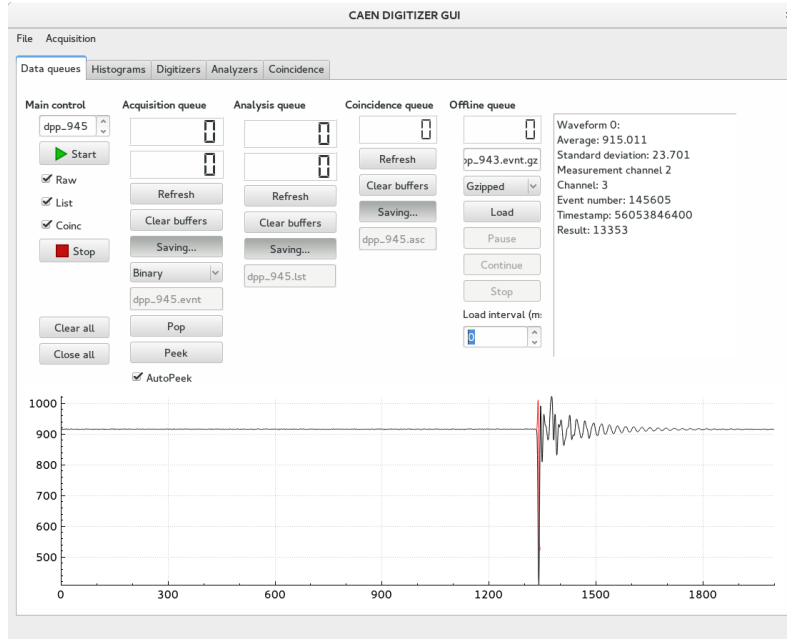 CAEN DIGITIZER GUI
File Acquisition
Data queues Histograms Digitizers Analyzers Coincidence
Main control Acquisition queue Analysis queue Coincidence queue Offline queue
dpp_945 0 0 0 0
Start 0 0 Refresh pp_943.evnt.gz
Raw Refresh Refresh Clear buffers Gzipped
List Clear buffers Clear buffers Saving... Load
Coinc Saving... Saving... dpp_945.asc Pause
Stop Binary dpp_945.lst Continue
dpp_945.evnt Stop
Clear all Pop Load interval (m
Close all Peek 0
AutoPeek
Waveform 0:
Average: 915.011
Standard deviation: 23.701
Measurement channel 2
Channel: 3
Event number: 145605
Timestamp: 56053846400
Result: 13353
1000
900
800
700
600
500
0 300 600 900 1200 1500 1800